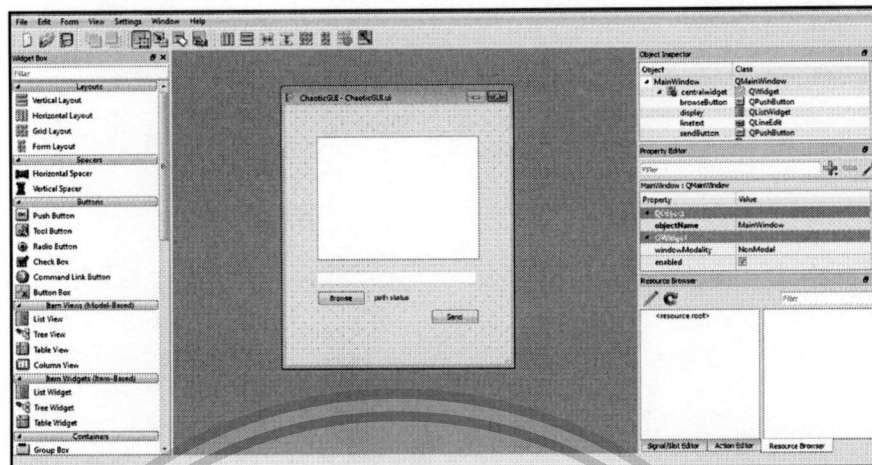 File Edit Form View Settings Window Help
Widget Box
Filter
Layouts
Vertical Layout
Horizontal Layout
Grid Layout
Form Layout
Spacers
Horizontal Spacer
Vertical Spacer
Buttons
Push Button
Tool Button
Radio Button
Check Box
Command Link Button
Button Box
Item Views (Model-Based)
List View
Tree View
Table View
Column View
Item Widgets (Item-Based)
List Widget
Tree Widget
Table Widget
Containers
Group Box
ChaoticGUI - ChaoticGUI.ui
Browse path status
Send
Object Inspector
Object Class
MainWindow QMainWindow
centralwidget QWidget
browseButton QPushButton
display QListWidget
linetext QLineEdit
sendButton QPushButton
Property Editor
Filter
MainWindow : QMainWindow
Property Value
QObject
objectName MainWindow
QWidget
windowModality NonModal
enabled
Resource Browser
Filter
<resource root>
Signal/Slot Editor Action Editor Resource Browser